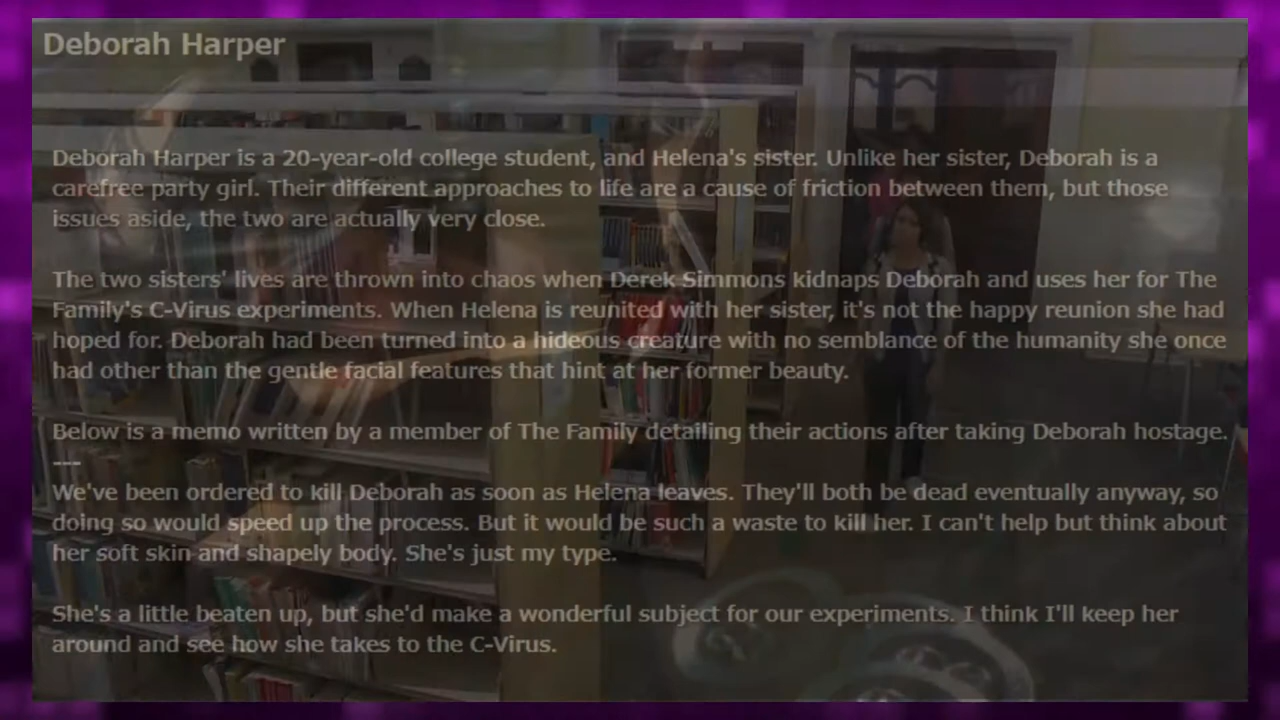 Deborah Harper
Deborah Harper is a 20-year-old college student, and Helena's sister. Unlike her sister, Deborah is a
carefree party girl. Their different approaches to life are a cause of friction between them, but those
issues aside, the two are actually very close.
The two sisters' lives are thrown into chaos when Derek Simmons kidnaps Deborah and uses her for The
Family's C-Virus experiments. When Helena is reunited with her sister, it's not the happy reunion she had
hoped for. Deborah had been turned into a hideous creature with no semblance of the humanity she once
had other than the gentle facial features that hint at her former beauty.
Below is a memo written by a member of The Family detailing their actions after taking Deborah hostage.
---
We've been ordered to kill Deborah as soon as Helena leaves. They'll both be dead eventually anyway, so
doing so would speed up the process. But it would be such a waste to kill her. I can't help but think about
her soft skin and shapely body. She's just my type.
She's a little beaten up, but she'd make a wonderful subject for our experiments. I think I'll keep her
around and see how she takes to the C-Virus.